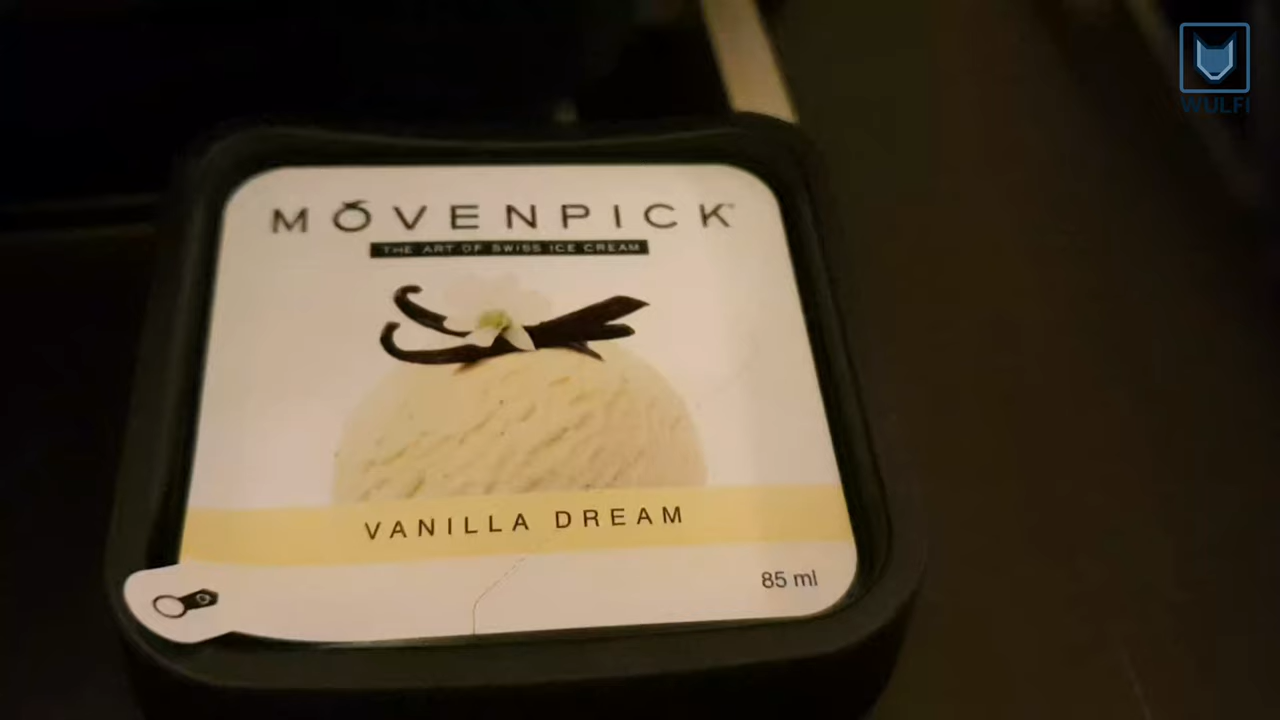 WULFI
MÖVENPICK
THE ART OF SWISS ICE CREAM
VANILLA DREAM
85 ml